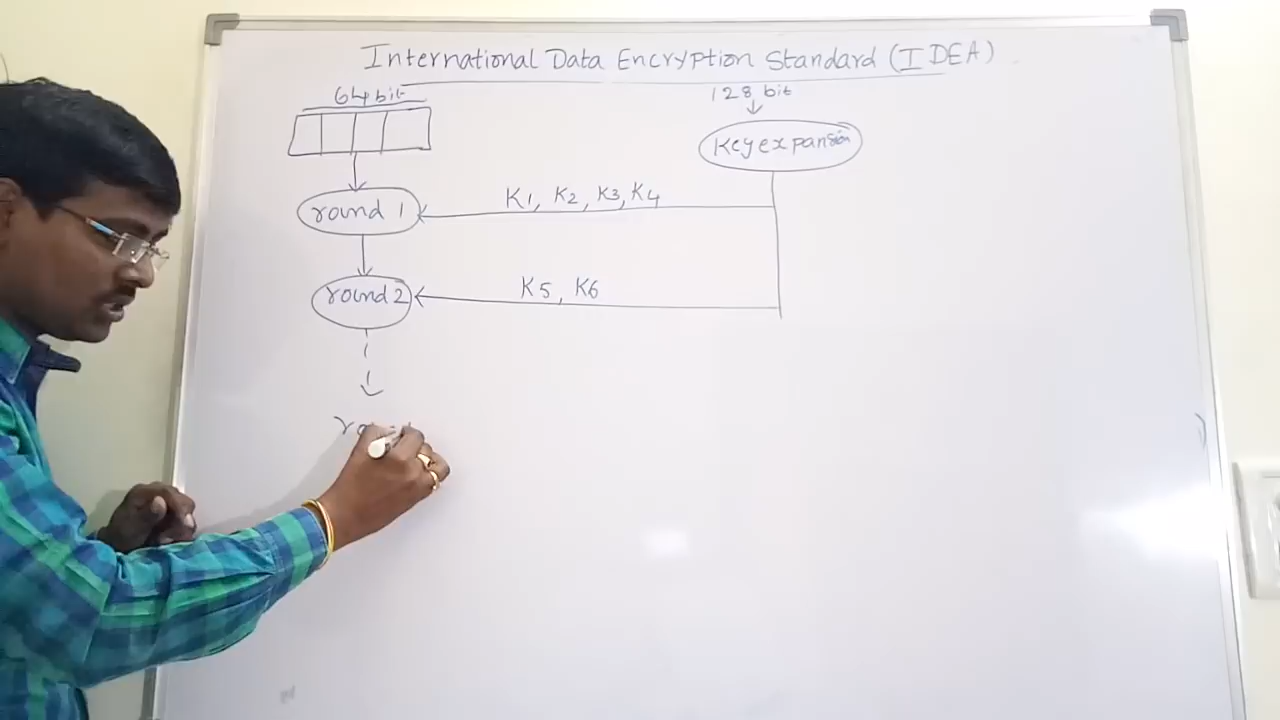 International Data Encryption Standard (IDEA)
64 bit
128 bit
Key expansion
round 1
K1, K2, K3, K4
round 2
K5, K6